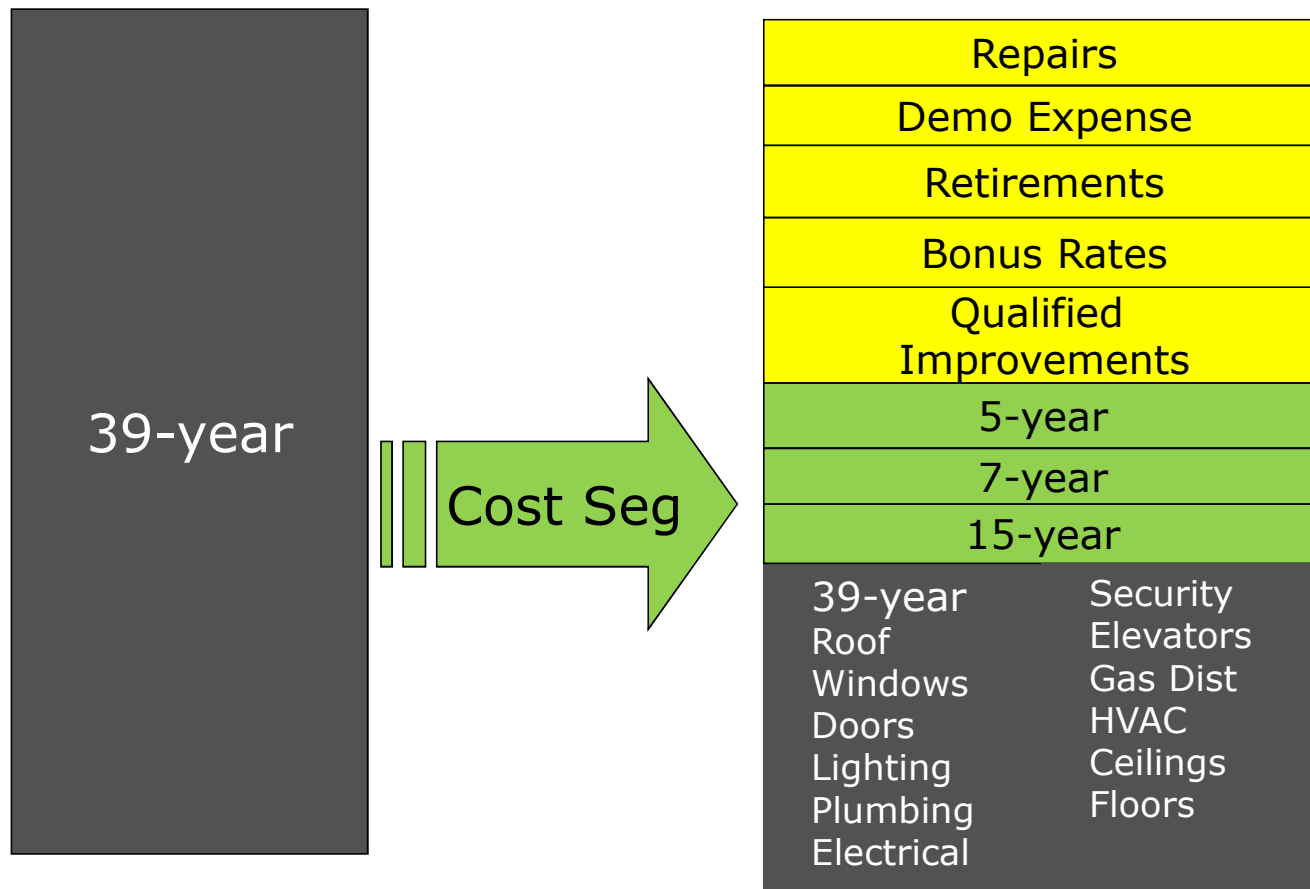 39-year
Cost Seg
Repairs
Demo Expense
Retirements
Bonus Rates
Qualified
Improvements
5-year
7-year
15-year
39-year
Roof
Windows
Doors
Lighting
Plumbing
Electrical
Security
Elevators
Gas Dist
HVAC
Ceilings
Floors